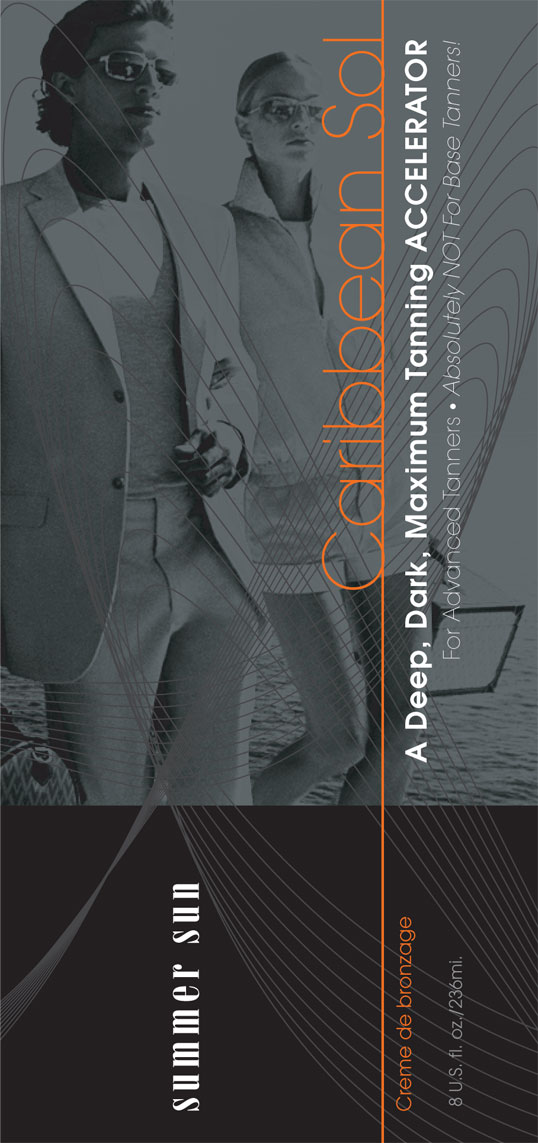 Caribbean Sol
A Deep, Dark, Maximum Tanning ACCELERATOR
For Advanced Tanners • Absolutely NOT For Base Tanners!
summer sun
Creme de bronzage
8 U.S. fl. oz./236mi.